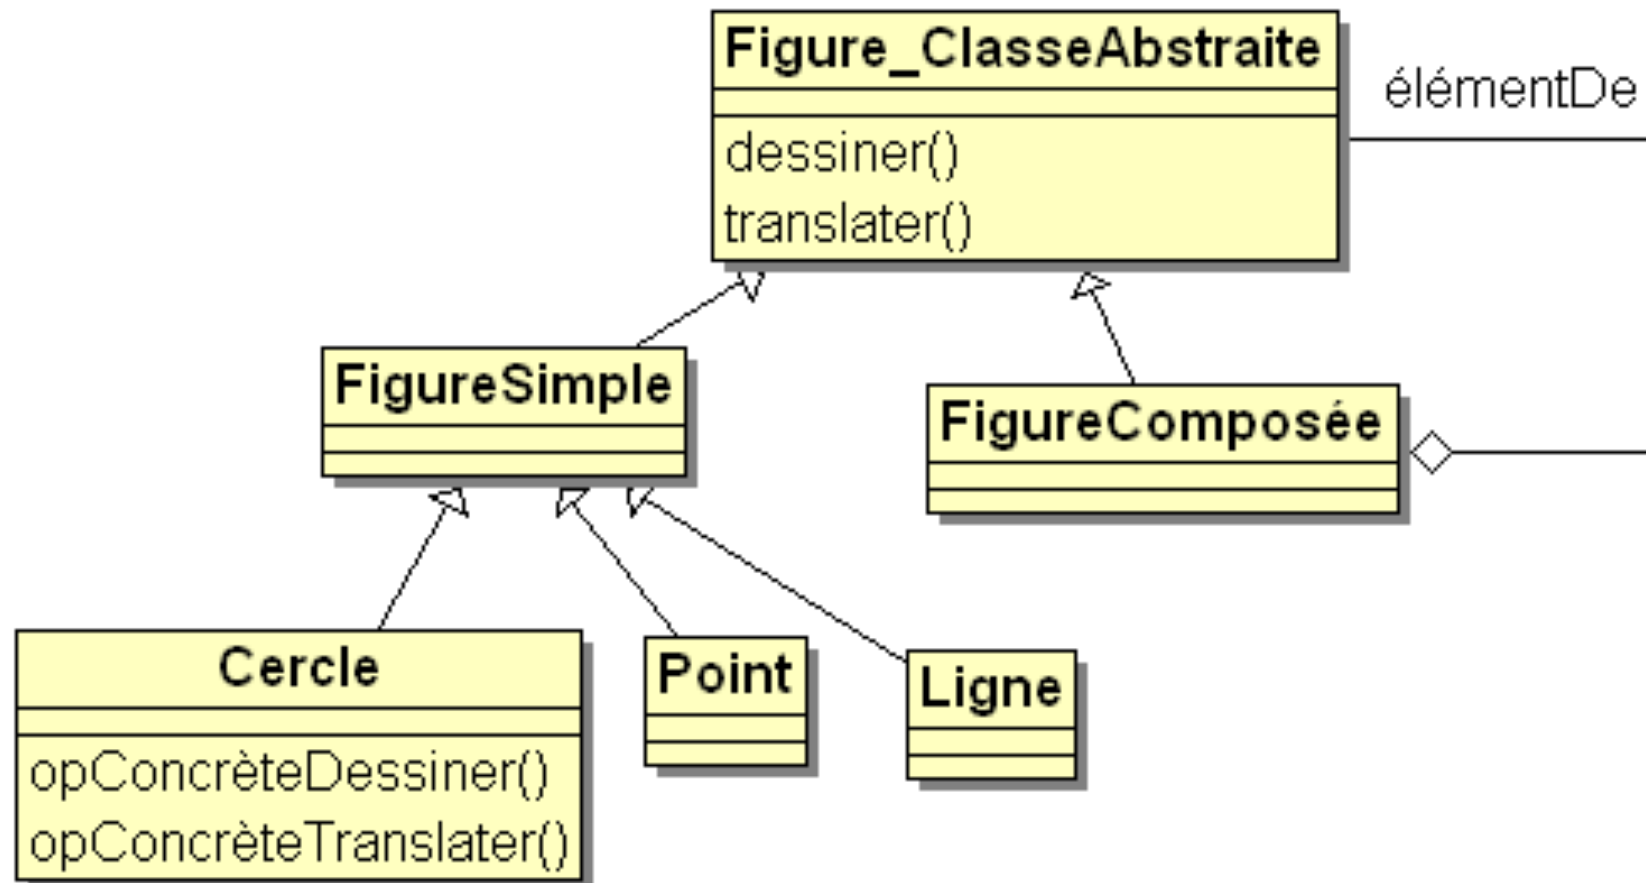 Figure_ClasseAbstraite
élémentDe
dessiner()
translater()
FigureSimple
FigureComposée
Cercle
Point
Ligne
opConcrèteDessiner()
opConcrèteTranslater()